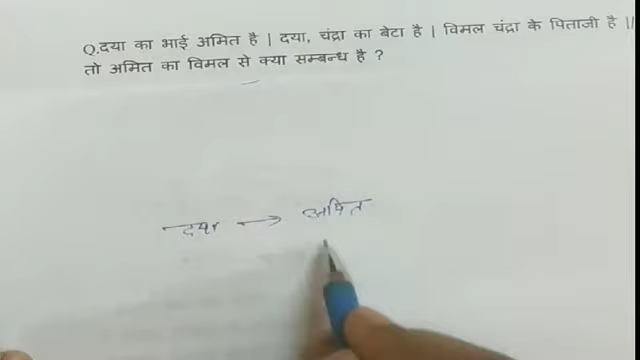 Q.दया का भाई अमित है | दया, चंद्रा का बेटा है | विमल चंद्रा के पिताजी है ||
तो अमित का विमल से क्या सम्बन्ध है ?
दया → अमित